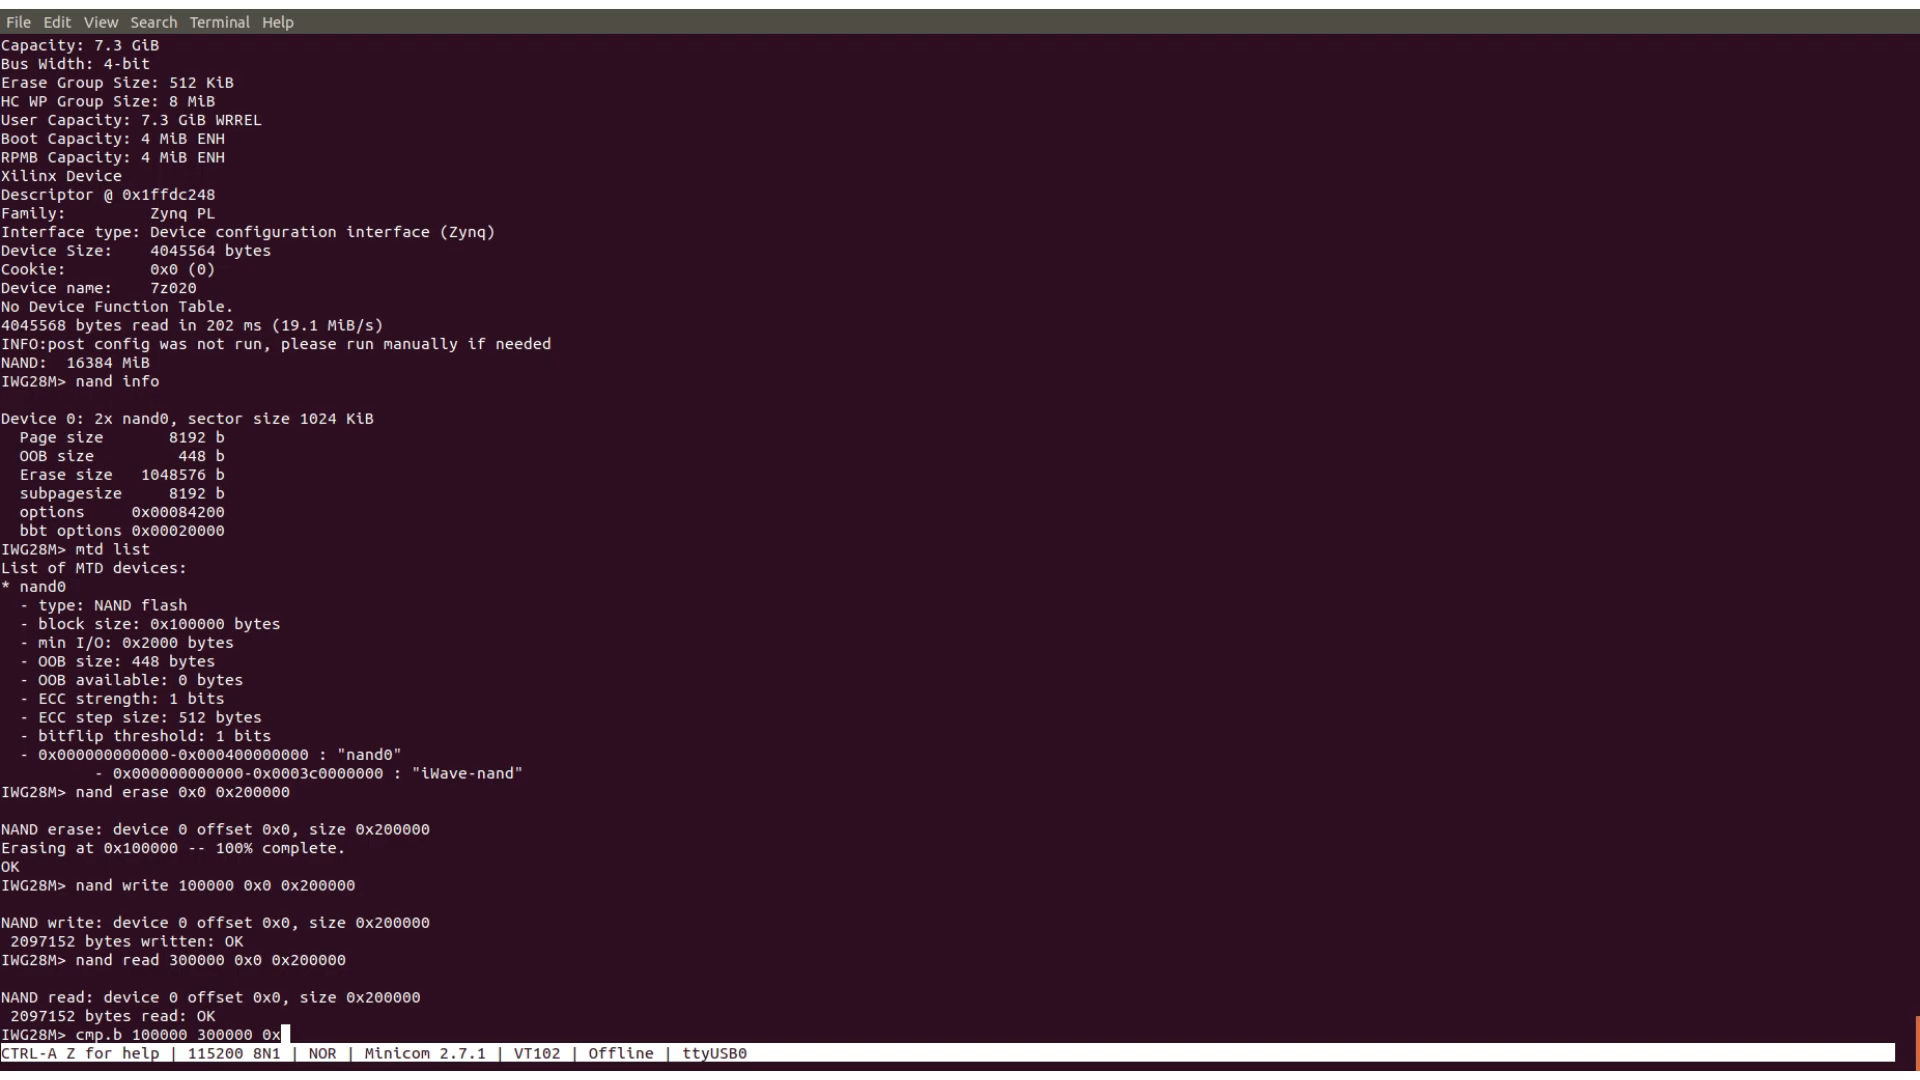 File Edit View Search Terminal Help
Capacity: 7.3 GiB
Bus Width: 4-bit
Erase Group Size: 512 KiB
HC WP Group Size: 8 MiB
User Capacity: 7.3 GiB WRREL
Boot Capacity: 4 MiB ENH
RPMB Capacity: 4 MiB ENH
Xilinx Device
Descriptor @ 0x1ffdc248
Family:         Zynq PL
Interface type: Device configuration interface (Zynq)
Device Size:    4045564 bytes
Cookie:         0x0 (0)
Device name:    7z020
No Device Function Table.
4045568 bytes read in 202 ms (19.1 MiB/s)
INFO:post config was not run, please run manually if needed
NAND:  16384 MiB
IWG28M> nand info
Device 0: 2x nand0, sector size 1024 KiB
  Page size       8192 b
  OOB size         448 b
  Erase size   1048576 b
  subpagesize     8192 b
  options     0x00084200
  bbt options 0x00020000
IWG28M> mtd list
List of MTD devices:
* nand0
  - type: NAND flash
  - block size: 0x100000 bytes
  - min I/O: 0x2000 bytes
  - OOB size: 448 bytes
  - OOB available: 0 bytes
  - ECC strength: 1 bits
  - ECC step size: 512 bytes
  - bitflip threshold: 1 bits
  - 0x000000000000-0x000400000000 : "nand0"
          - 0x000000000000-0x0003c0000000 : "iWave-nand"
IWG28M> nand erase 0x0 0x200000
NAND erase: device 0 offset 0x0, size 0x200000
Erasing at 0x100000 -- 100% complete.
OK
IWG28M> nand write 100000 0x0 0x200000
NAND write: device 0 offset 0x0, size 0x200000
 2097152 bytes written: OK
IWG28M> nand read 300000 0x0 0x200000
NAND read: device 0 offset 0x0, size 0x200000
 2097152 bytes read: OK
IWG28M> cmp.b 100000 300000 0x
CTRL-A Z for help | 115200 8N1 | NOR | Minicom 2.7.1 | VT102 | Offline | ttyUSB0